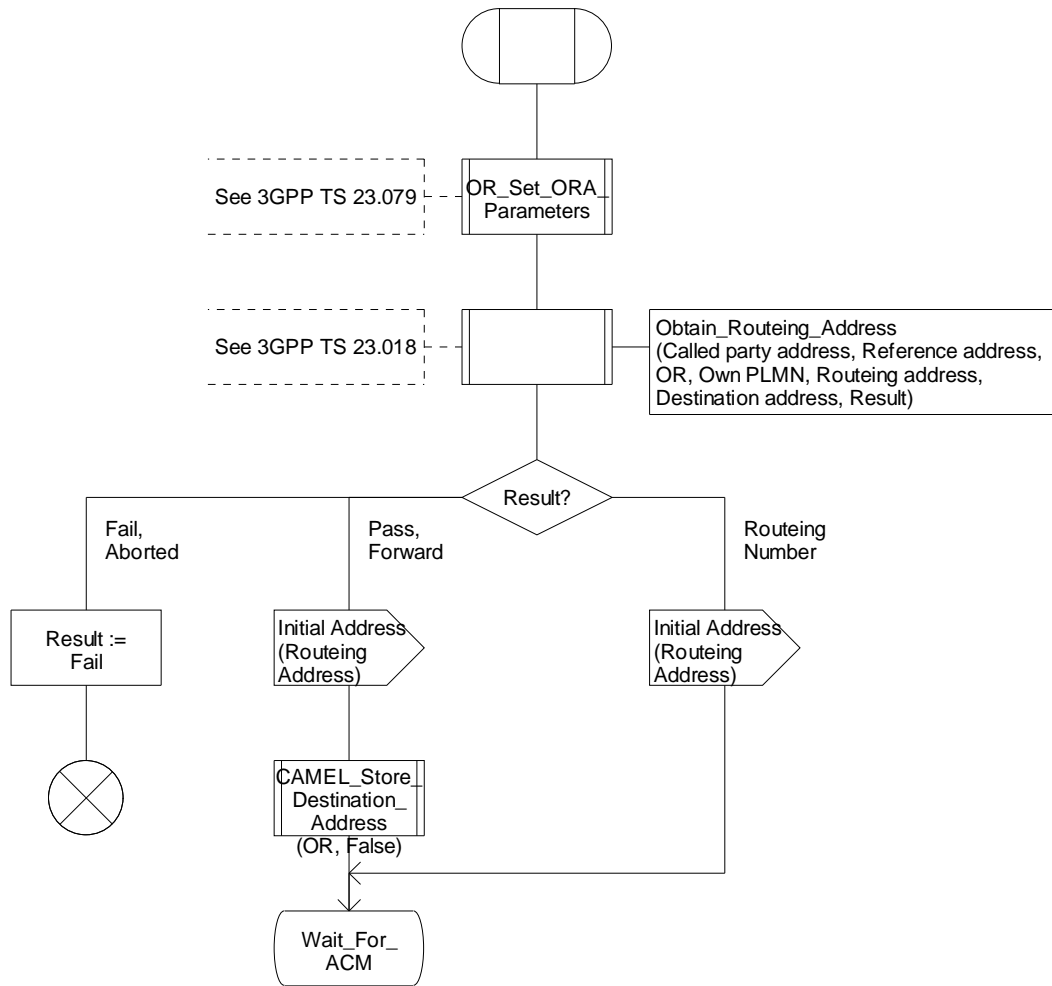 See 3GPP TS 23.079
OR_Set_ORA_
Parameters
See 3GPP TS 23.018
Obtain_Routeing_Address
(Called party address, Reference address,
OR, Own PLMN, Routeing address,
Destination address, Result)
Result?
Fail,
Aborted
Pass,
Forward
Routeing
Number
Result :=
Fail
Initial Address
(Routeing
Address)
Initial Address
(Routeing
Address)
CAMEL_Store_
Destination_
Address
(OR, False)
Wait_For_
ACM